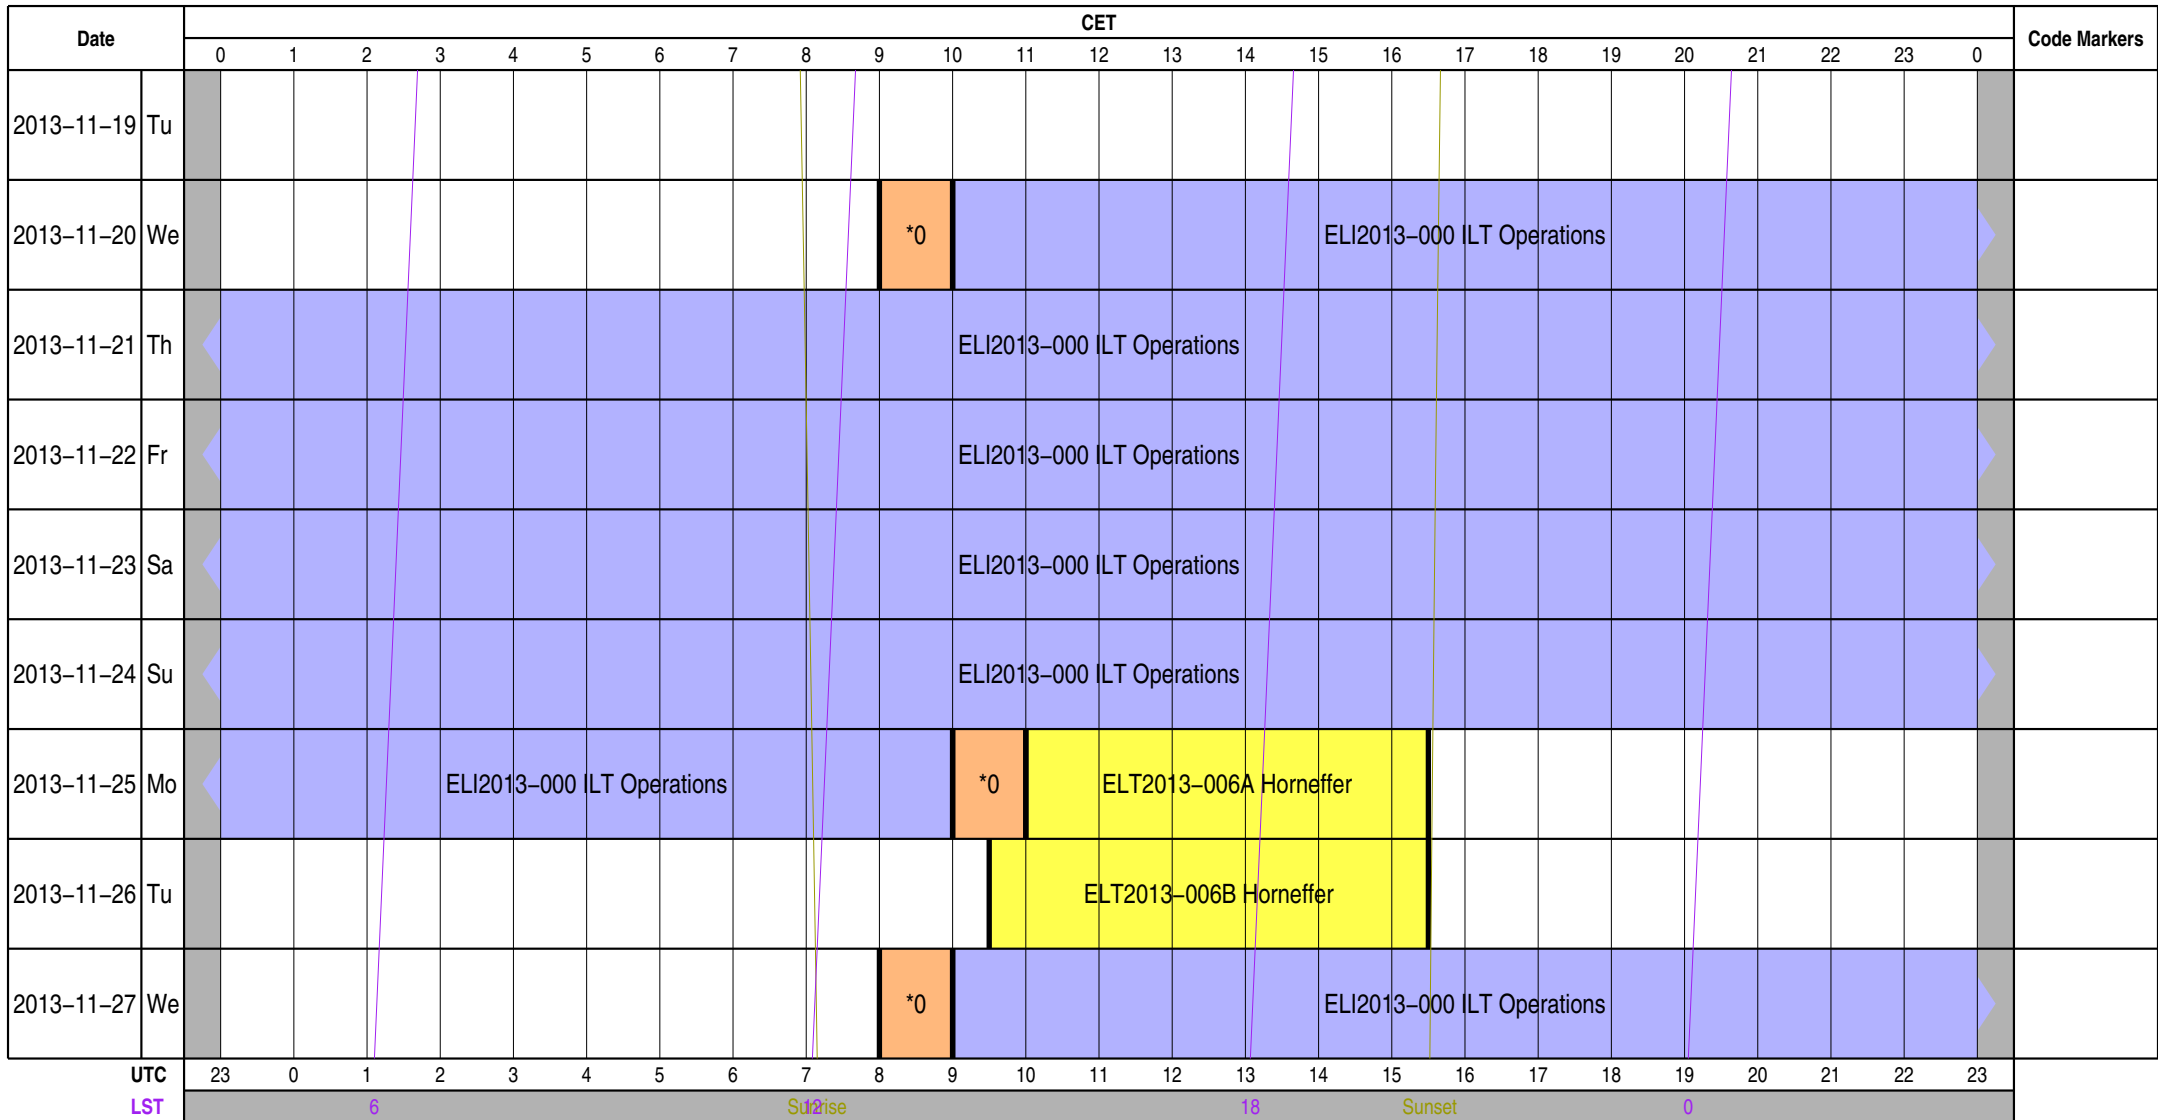 Date CET Code Markers
0 1 2 3 4 5 6 7 8 9 10 11 12 13 14 15 16 17 18 19 20 21 22 23 0
2013–11–19 Tu
2013–11–20 We *0 ELI2013–000 ILT Operations
2013–11–21 Th ELI2013–000 ILT Operations
2013–11–22 Fr ELI2013–000 ILT Operations
2013–11–23 Sa ELI2013–000 ILT Operations
2013–11–24 Su ELI2013–000 ILT Operations
2013–11–25 Mo ELI2013–000 ILT Operations *0 ELT2013–006A Horneffer
2013–11–26 Tu ELT2013–006B Horneffer
2013–11–27 We *0 ELI2013–000 ILT Operations
UTC 23 0 1 2 3 4 5 6 7 8 9 10 11 12 13 14 15 16 17 18 19 20 21 22 23
LST 6 Sunrise 12 18 Sunset 0